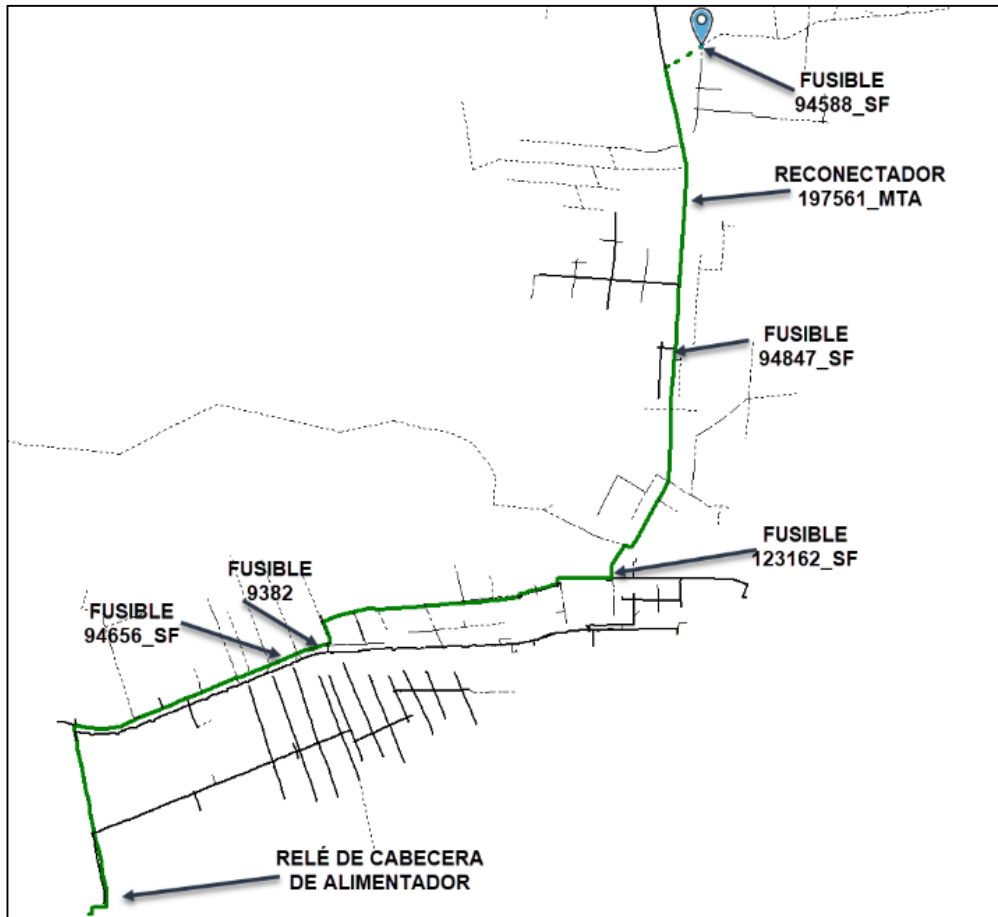 FUSIBLE
94588_SF
RECONECTADOR
197561_MTA
FUSIBLE
94847_SF
FUSIBLE
123162_SF
FUSIBLE
9382
FUSIBLE
94656_SF
RELÉ DE CABECERA
DE ALIMENTADOR